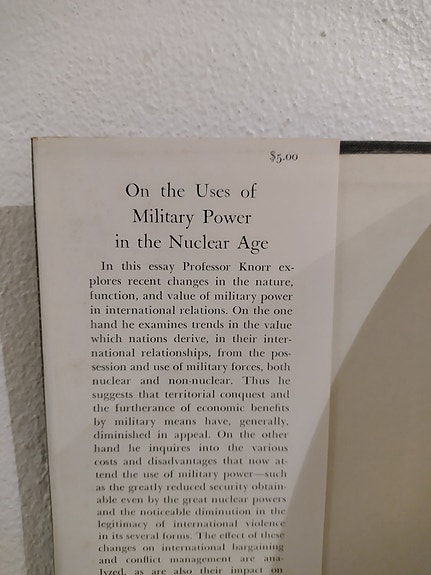 $5.00
On the Uses of
Military Power
in the Nuclear Age
In this essay Professor Knorr ex-
plores recent changes in the nature,
function, and value of military power
in international relations. On the one
hand he examines trends in the value
which nations derive, in their inter-
national relationships, from the pos-
session and use of military forces, both
nuclear and non-nuclear. Thus he
suggests that territorial conquest and
the furtherance of economic benefits
by military means have, generally,
diminished in appeal. On the other
hand he inquires into the various
costs and disadvantages that now at-
tend the use of military power—such
as the greatly reduced security obtain-
able even by the great nuclear powers
and the noticeable diminution in the
legitimacy of international violence
in its several forms. The effect of these
changes on international bargaining
and conflict management are ana-
lyzed, as are also their impact on